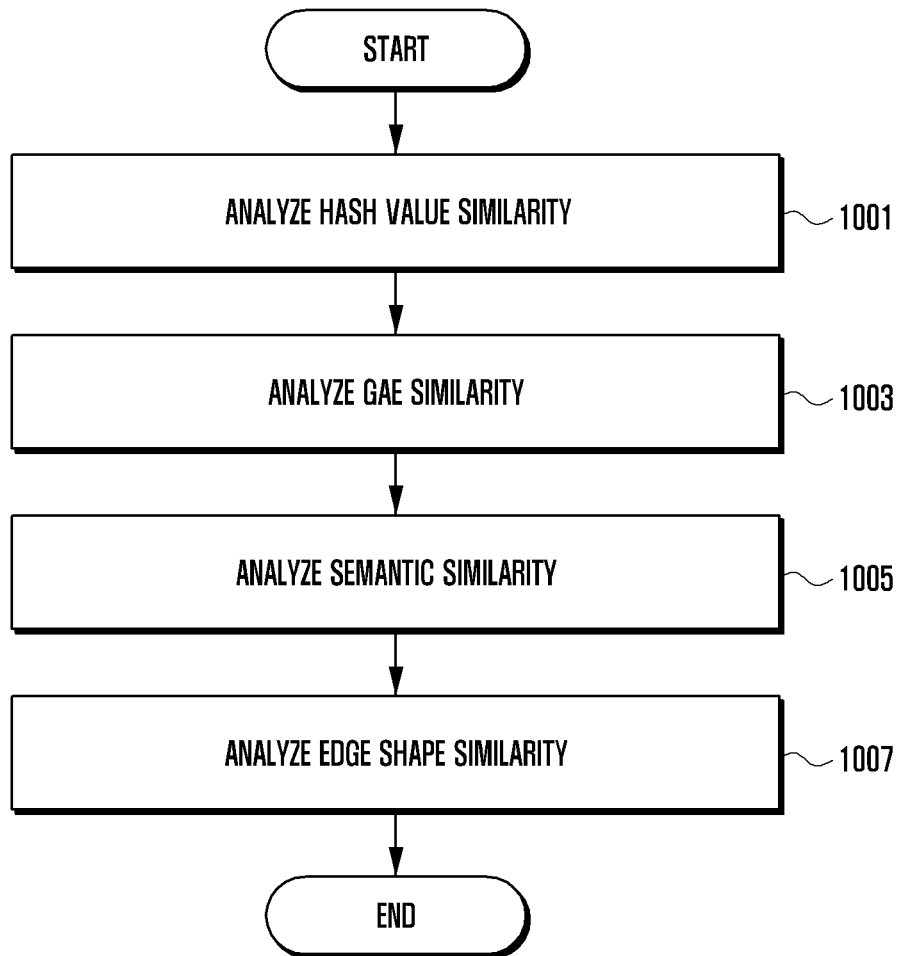 START
ANALYZE HASH VALUE SIMILARITY
1001
ANALYZE GAE SIMILARITY
1003
ANALYZE SEMANTIC SIMILARITY
1005
ANALYZE EDGE SHAPE SIMILARITY
1007
END